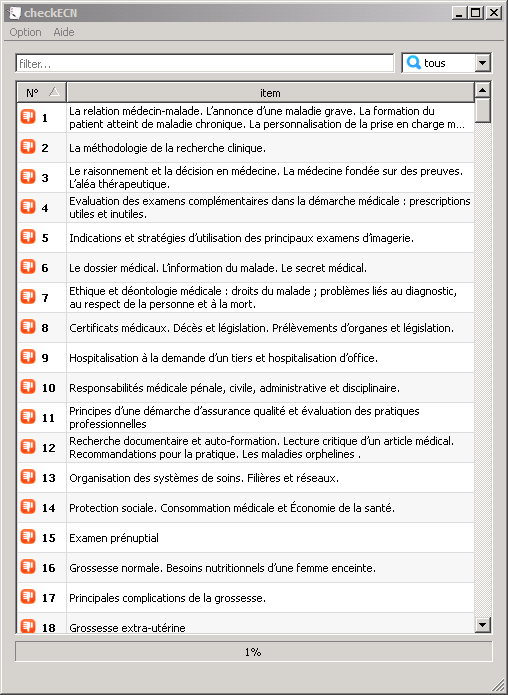 checkECN
Option Aide
filter... tous
N° item
1 La relation médecin-malade. L'annonce d'une maladie grave. La formation du
patient atteint de maladie chronique. La personnalisation de la prise en charge m...
2 La méthodologie de la recherche clinique.
3 Le raisonnement et la décision en médecine. La médecine fondée sur des preuves.
L'aléa thérapeutique.
4 Evaluation des examens complémentaires dans la démarche médicale : prescriptions
utiles et inutiles.
5 Indications et stratégies d'utilisation des principaux examens d'imagerie.
6 Le dossier médical. L'information du malade. Le secret médical.
7 Ethique et déontologie médicale : droits du malade ; problèmes liés au diagnostic,
au respect de la personne et à la mort.
8 Certificats médicaux. Décès et législation. Prélèvements d'organes et législation.
9 Hospitalisation à la demande d'un tiers et hospitalisation d'office.
10 Responsabilités médicale pénale, civile, administrative et disciplinaire.
11 Principes d'une démarche d'assurance qualité et évaluation des pratiques
professionnelles
12 Recherche documentaire et auto-formation. Lecture critique d'un article médical.
Recommandations pour la pratique. Les maladies orphelines .
13 Organisation des systèmes de soins. Filières et réseaux.
14 Protection sociale. Consommation médicale et Économie de la santé.
15 Examen prénuptial
16 Grossesse normale. Besoins nutritionnels d'une femme enceinte.
17 Principales complications de la grossesse.
18 Grossesse extra-utérine
1%